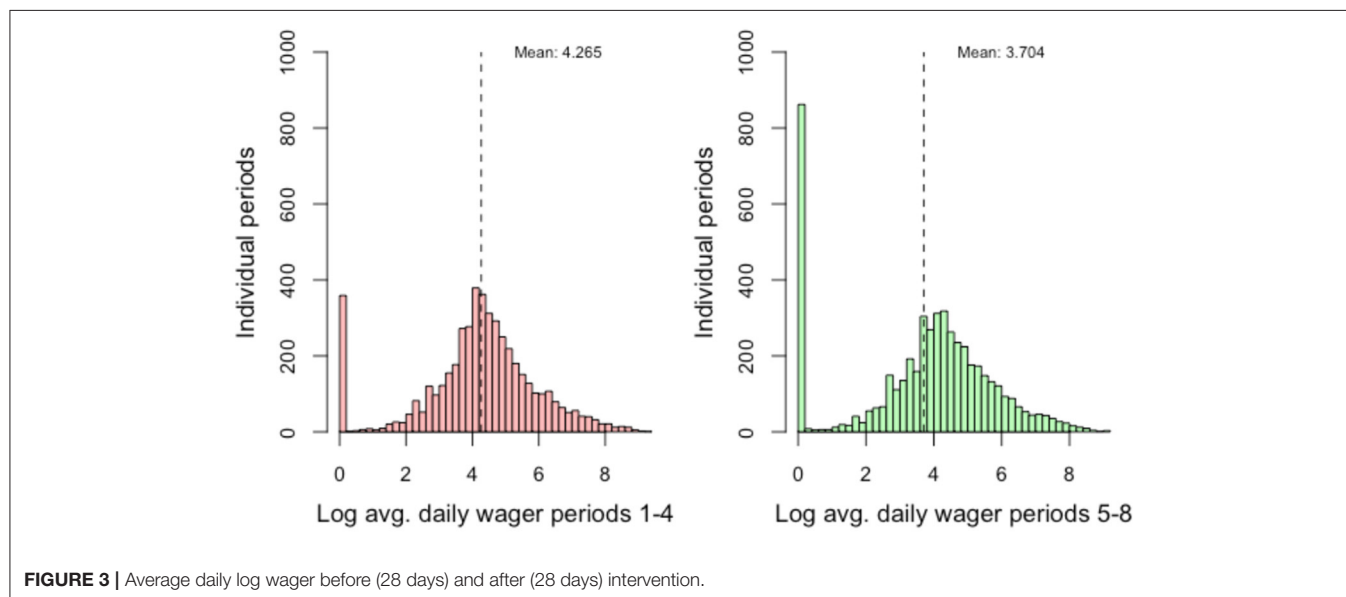 Mean: 4.265
1000
800
600
400
200
0
Individual periods
0 2 4 6 8
Log avg. daily wager periods 1-4
Mean: 3.704
1000
800
600
400
200
0
Individual periods
0 2 4 6 8
Log avg. daily wager periods 5-8
FIGURE 3 | Average daily log wager before (28 days) and after (28 days) intervention.